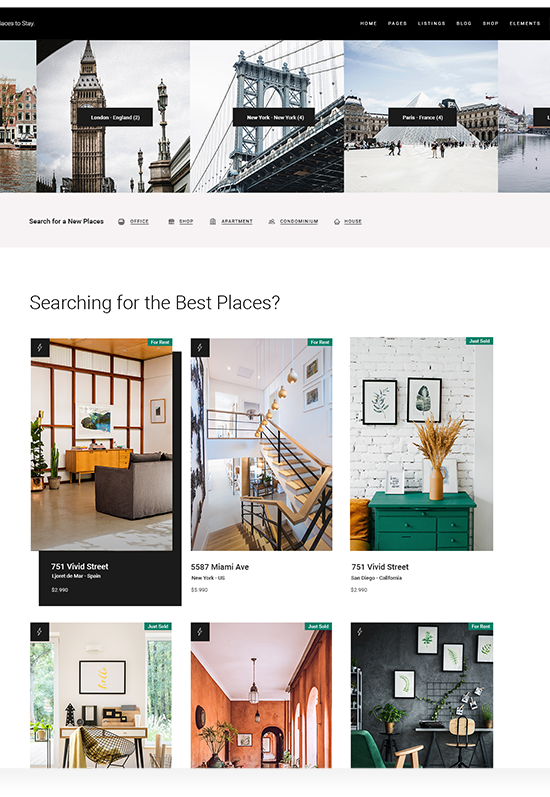 laces to Stay.
HOME PAGES LISTINGS BLOG SHOP ELEMENTS
London - England (2)
New York - New York (4)
Paris - France (4)
L
Search for a New Places
OFFICE
SHOP
APARTMENT
CONDOMINIUM
HOUSE
Searching for the Best Places?
For Rent
For Rent
Just Sold
751 Vivid Street
Ljoret de Mar - Spain
$2.990
5587 Miami Ave
New York - US
$5.990
751 Vivid Street
San Diego - California
$2.990
Just Sold
hello
Just Sold
For Rent